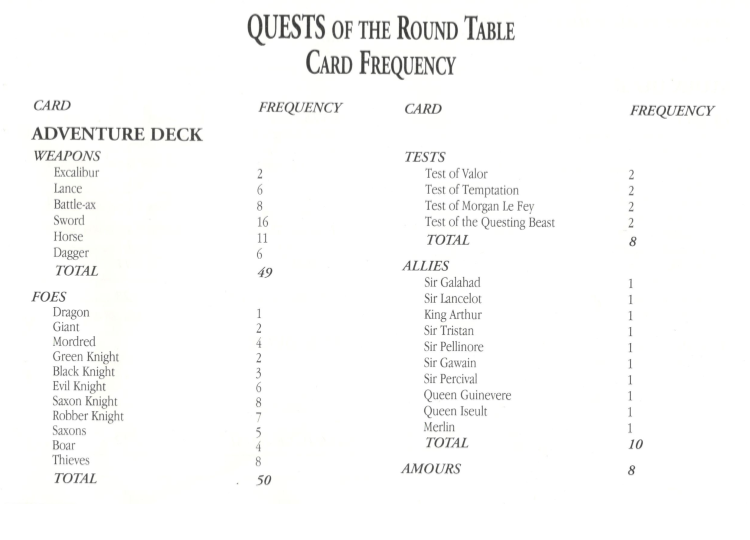 QUESTS OF THE ROUND TABLE
CARD FREQUENCY
CARD FREQUENCY
ADVENTURE DECK
WEAPONS
Excalibur 2
Lance 6
Battle-ax 8
Sword 16
Horse 11
Dagger 6
TOTAL 49
FOES
Dragon 1
Giant 2
Mordred 4
Green Knight 2
Black Knight 3
Evil Knight 6
Saxon Knight 8
Robber Knight 7
Saxons 5
Boar 4
Thieves 8
TOTAL 50
CARD FREQUENCY
TESTS
Test of Valor 2
Test of Temptation 2
Test of Morgan Le Fey 2
Test of the Questing Beast 2
TOTAL 8
ALLIES
Sir Galahad 1
Sir Lancelot 1
King Arthur 1
Sir Tristan 1
Sir Pellinore 1
Sir Gawain 1
Sir Percival 1
Queen Guinevere 1
Queen Iseult 1
Merlin 1
TOTAL 10
AMOURS 8